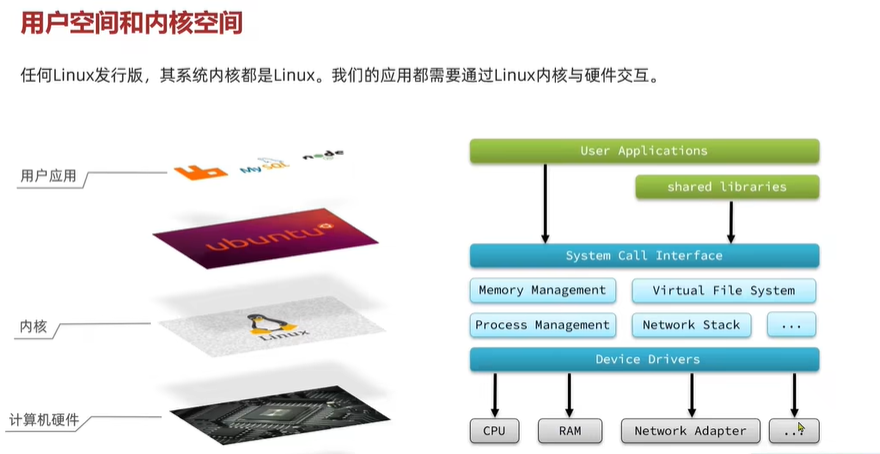 用户空间和内核空间
任何Linux发行版，其系统内核都是Linux。我们的应用都需要通过Linux内核与硬件交互。
用户应用
MySQL
node
ubuntu
内核
Linux
计算机硬件
User Applications
shared libraries
System Call Interface
Memory Management
Virtual File System
Process Management
Network Stack
...
Device Drivers
CPU
RAM
Network Adapter
...